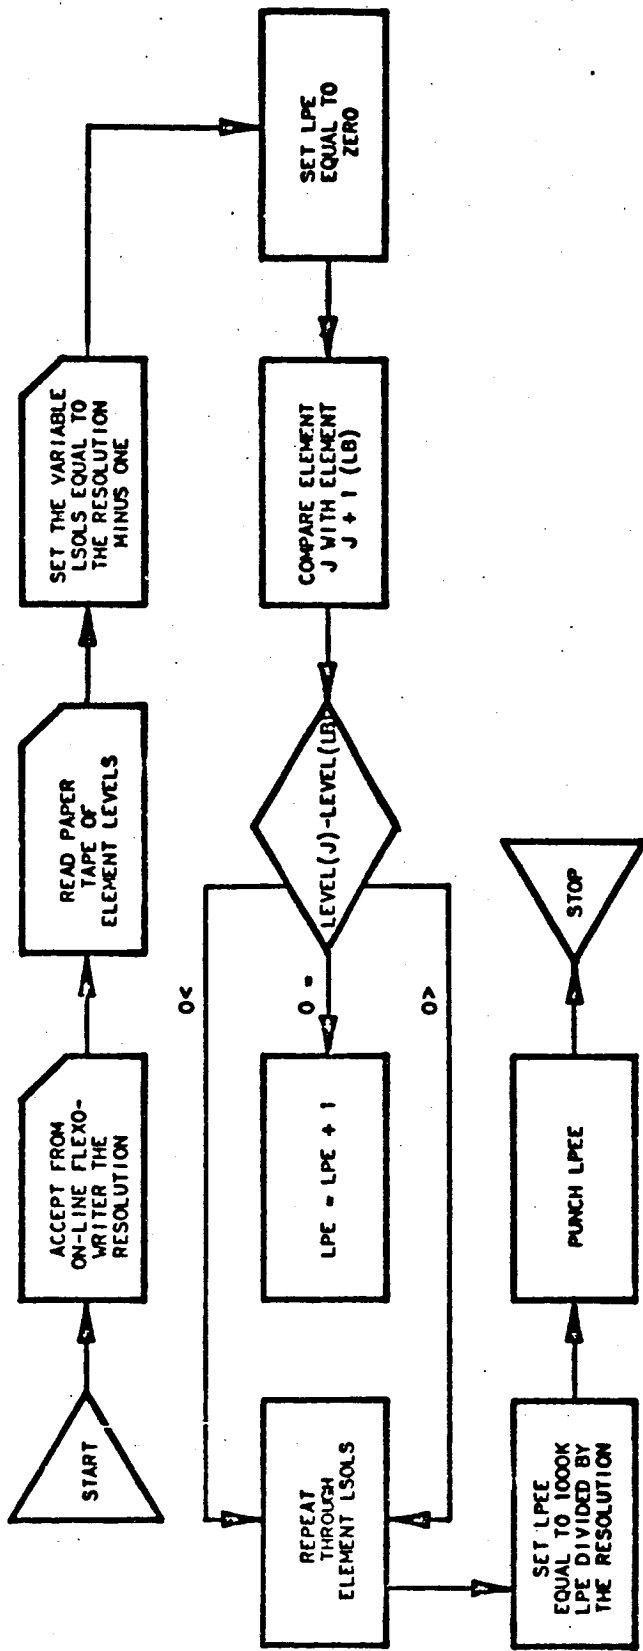 START
ACCEPT FROM
ON-LINE FLEXO-
WRITER THE
RESOLUTION
READ PAPER
TAPE OF
ELEMENT LEVELS
SET THE VARIABLE
LSOLS EQUAL TO
THE RESOLUTION
MINUS ONE
SET LPE
EQUAL TO
ZERO
COMPARE ELEMENT
J WITH ELEMENT
J + 1 (LB)
LEVEL(J)-LEVEL(LB)
0<
0 =
0>
LPE = LPE + 1
REPEAT
THROUGH
ELEMENT LSOLS
SET LPEE
EQUAL TO 1000K
LPE DIVIDED BY
THE RESOLUTION
PUNCH LPEE
STOP